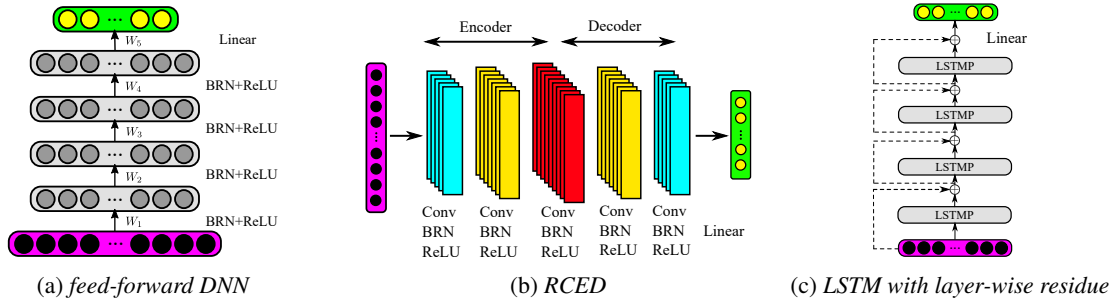 W5
Linear
W4
BRN+ReLU
W3
BRN+ReLU
W2
BRN+ReLU
W1
BRN+ReLU
(a) feed-forward DNN
Encoder
Decoder
Conv
BRN
ReLU
Conv
BRN
ReLU
Conv
BRN
ReLU
Conv
BRN
ReLU
Conv
BRN
ReLU
Linear
(b) RCED
Linear
LSTMP
LSTMP
LSTMP
LSTMP
(c) LSTM with layer-wise residue